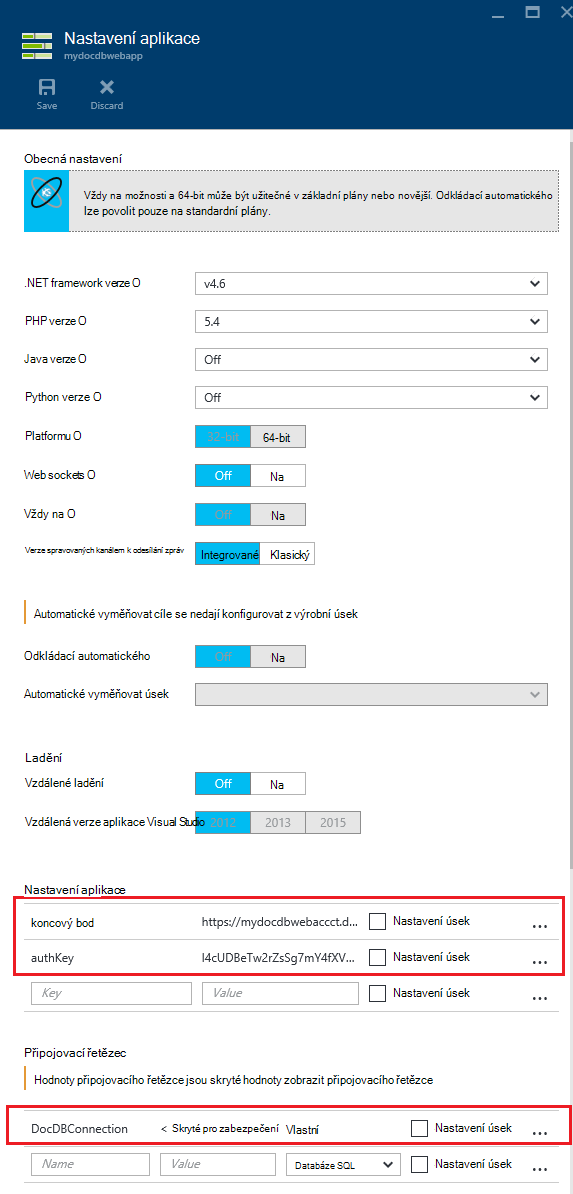 Nastavení aplikace
mydocdbwebapp
Save Discard
Obecná nastavení
Vždy na možnosti a 64-bit může být užitečné v základní plány nebo novější. Odkládací automatického
lze povolit pouze na standardní plány.
.NET framework verze O v4.6
PHP verze O 5.4
Java verze O Off
Python verze O Off
Platformu O 32-bit 64-bit
Web sockets O Off Na
Vždy na O Off Na
Verze spravovaných kanálem k odesílání zpráv Integrované Klasický
Automatické vyměňovat cíle se nedají konfigurovat z výrobní úsek
Odkládací automatického Off Na
Automatické vyměňovat úsek
Ladění
Vzdálené ladění Off Na
Vzdálená verze aplikace Visual Studio 2012 2013 2015
Nastavení aplikace
koncový bod https://mydocdbwebaccct.d... Nastavení úsek ...
authKey I4cUDBeTw2rZsSg7mY4fXV... Nastavení úsek ...
Key Value Nastavení úsek ...
Připojovací řetězec
Hodnoty připojovacího řetězce jsou skryté hodnoty zobrazit připojovacího řetězce
DocDBConnection < Skryté pro zabezpečení Vlastní Nastavení úsek ...
Name Value Databáze SQL Nastavení úsek ...